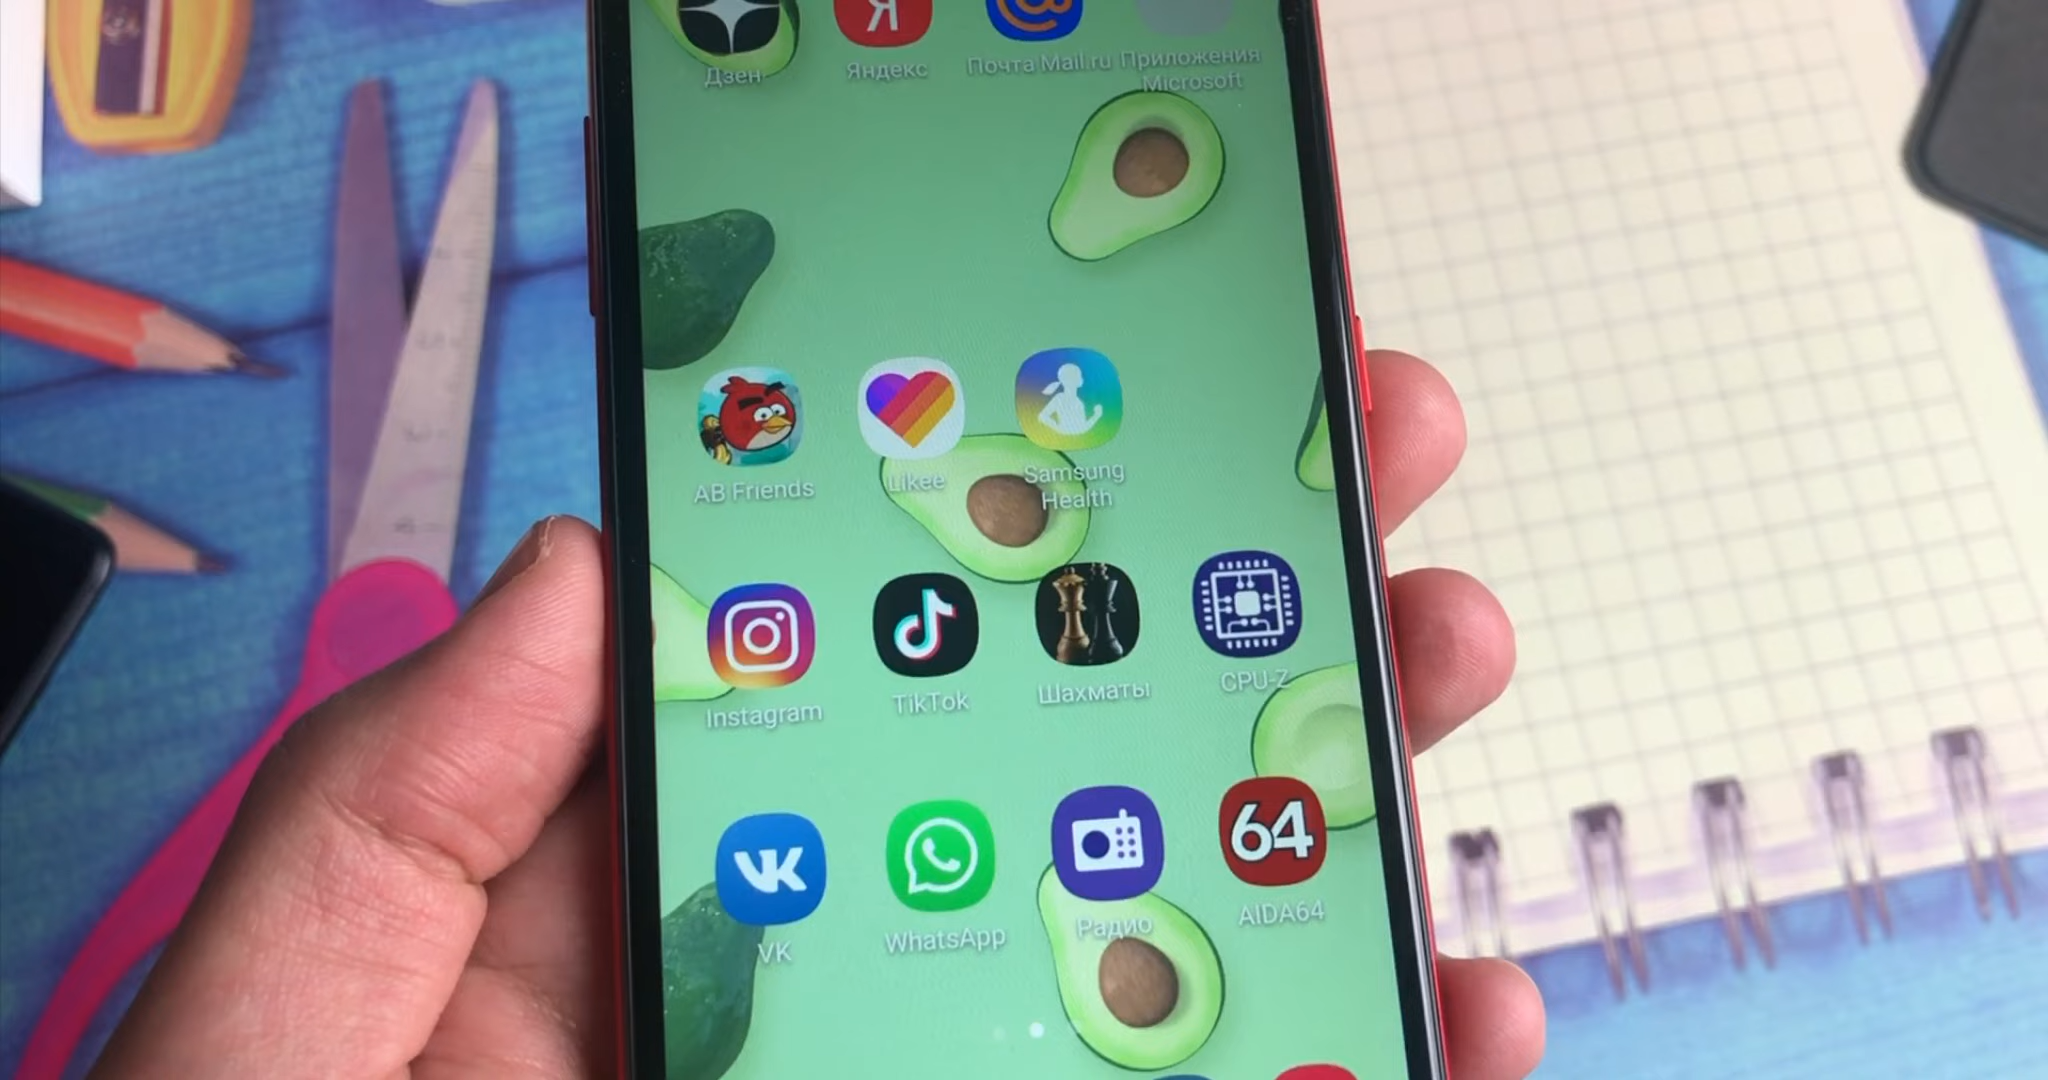 Я
Дзен
Яндекс
Почта Mail.ru
Приложения
Microsoft
AB Friends
Likee
Samsung
Health
Instagram
TikTok
Шахматы
CPU-Z
VK
64
VK
WhatsApp
Радио
AIDA64